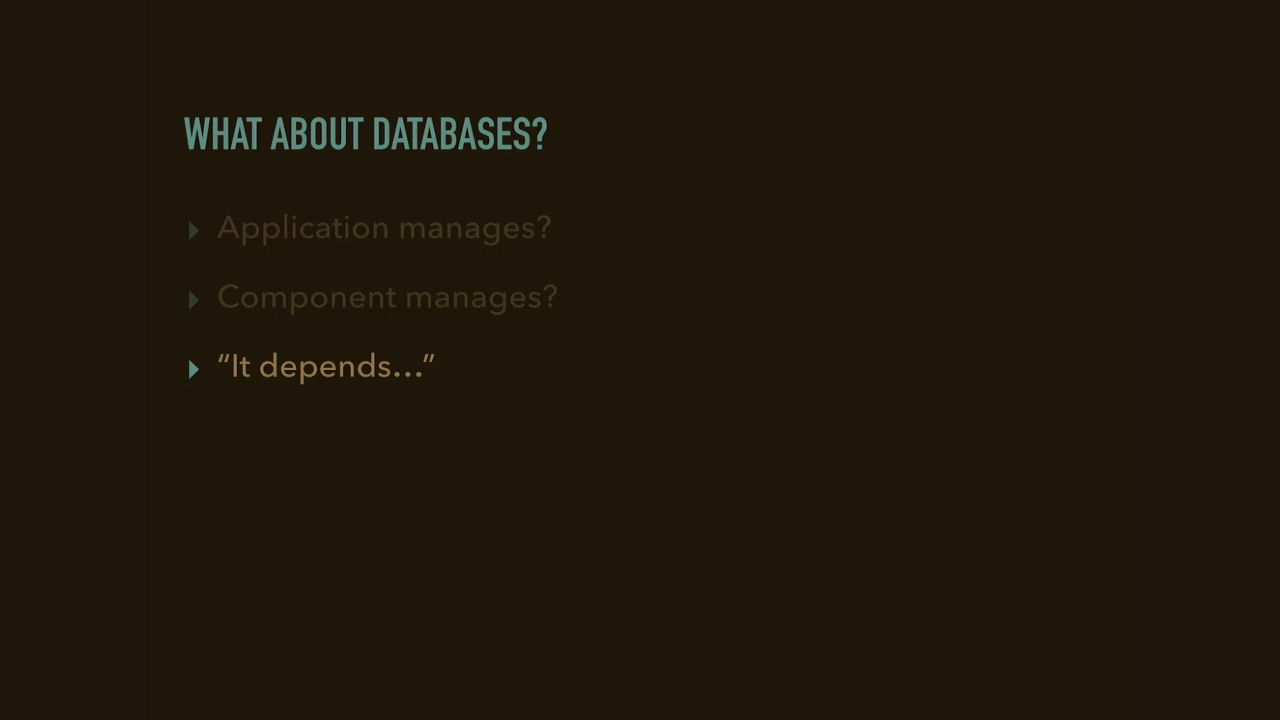 WHAT ABOUT DATABASES?
Application manages?
Component manages?
“It depends…”